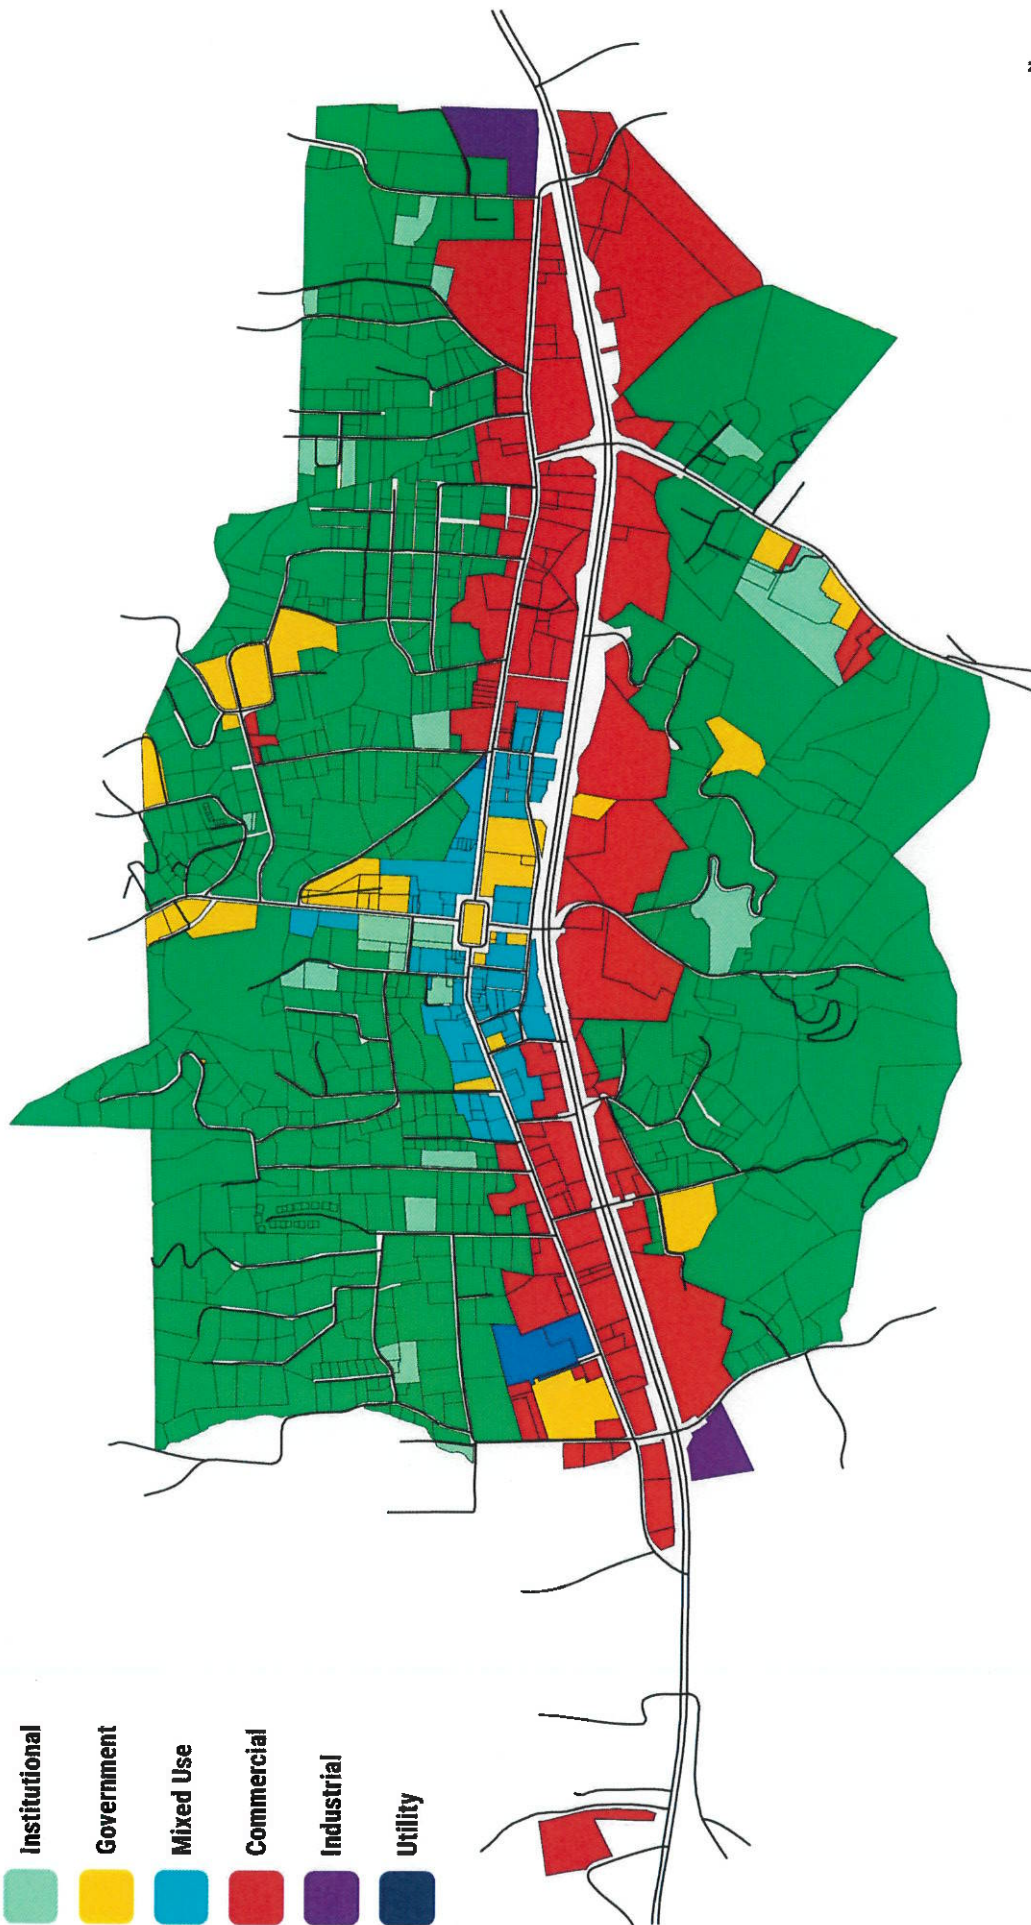 Institutional
Government
Mixed Use
Commercial
Industrial
Utility